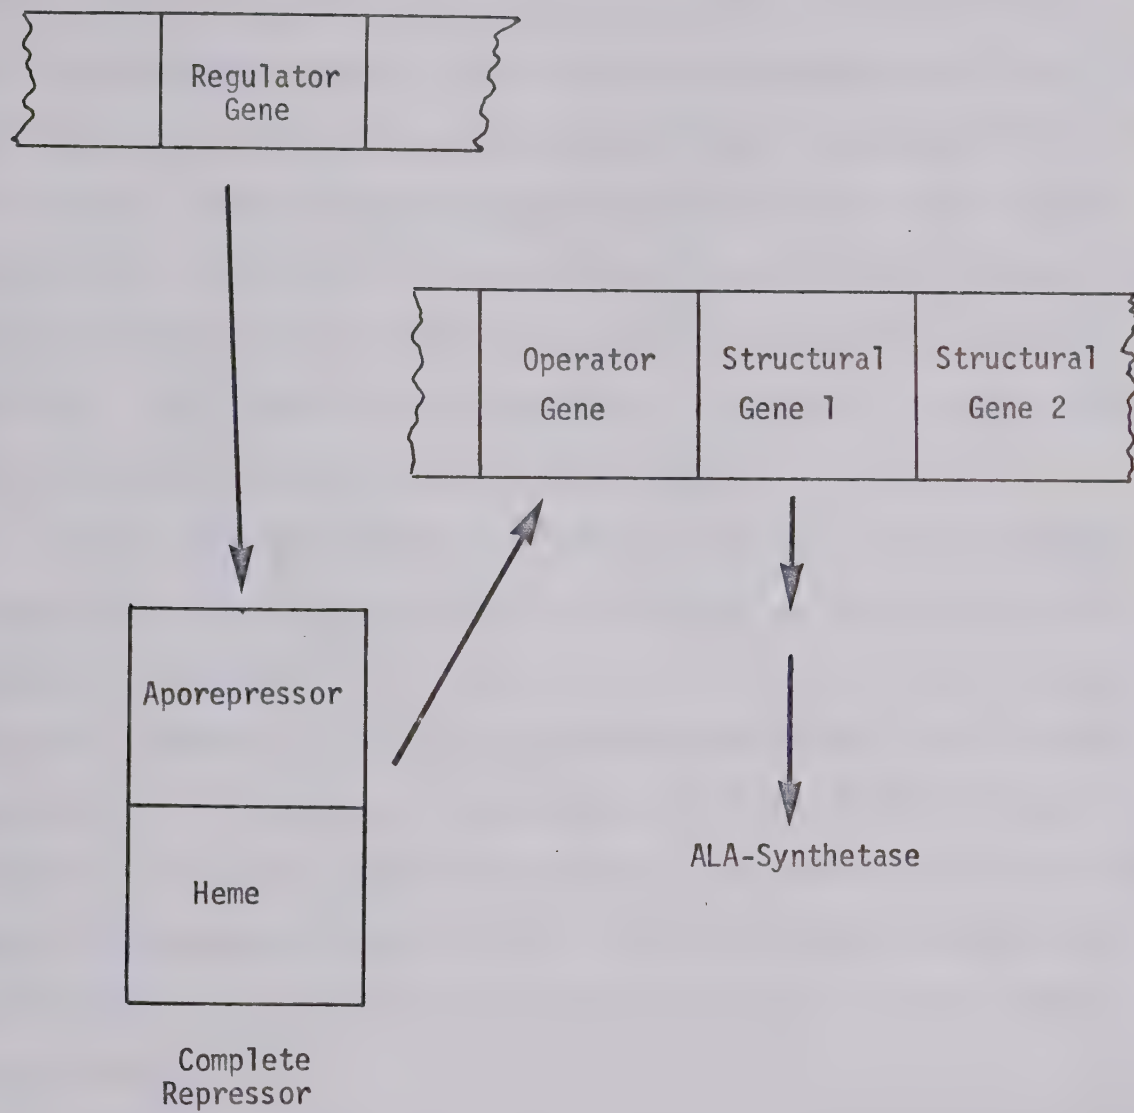 Regulator
Gene
Operator
Gene
Structural
Gene 1
Structural
Gene 2
Aporepressor
Heme
ALA-Synthetase
Complete
Repressor